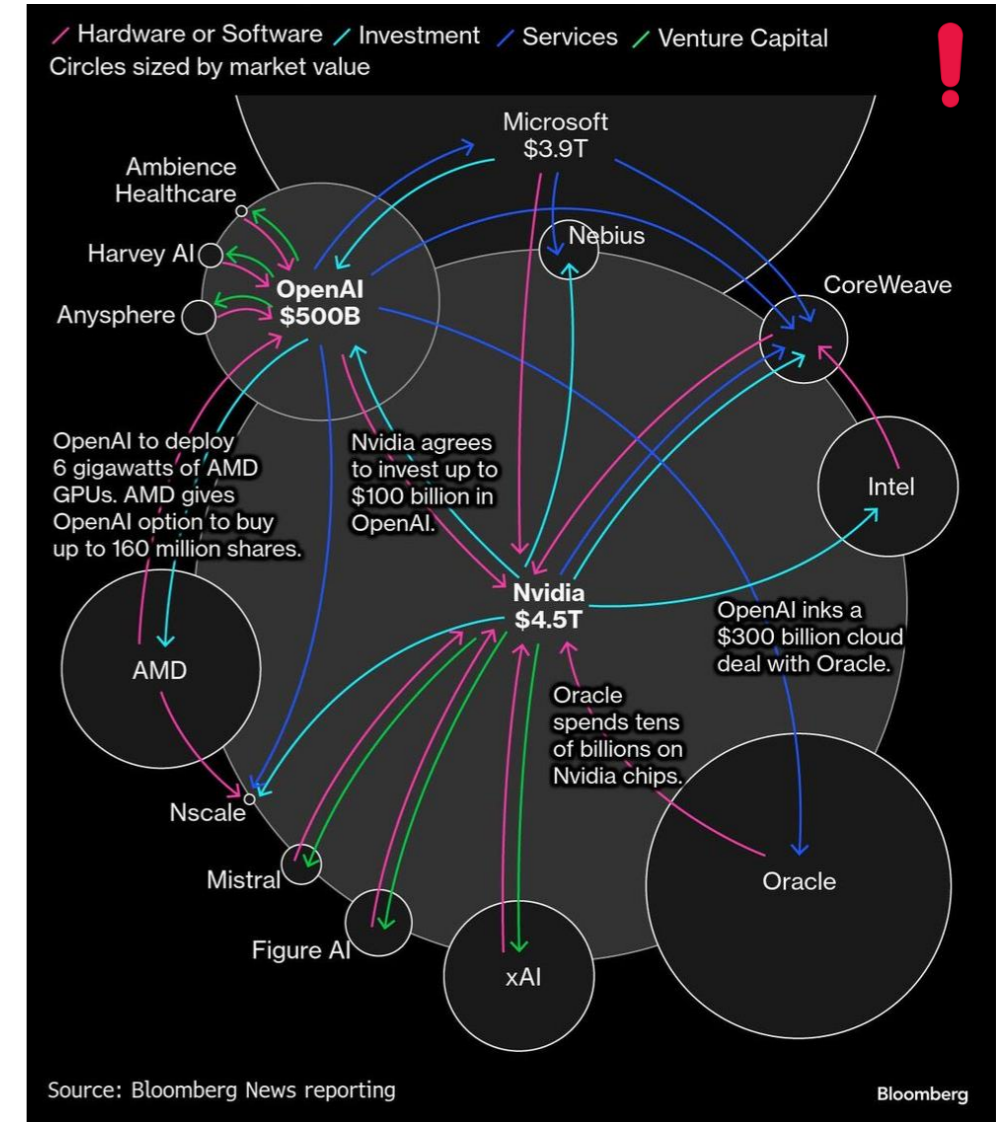 Hardware or Software Investment Services Venture Capital
Circles sized by market value
Microsoft
$3.9T
Ambience
Healthcare
Harvey AI
Anysphere
OpenAI
$500B
Nebius
CoreWeave
OpenAI to deploy
6 gigawatts of AMD
GPUs. AMD gives
OpenAI option to buy
up to 160 million shares.
Nvidia agrees
to invest up to
$100 billion in
OpenAI.
Intel
Nvidia
$4.5T
OpenAI inks a
$300 billion cloud
deal with Oracle.
AMD
Oracle
spends tens
of billions on
Nvidia chips.
Nscale
Mistral
Figure AI
xAI
Oracle
Source: Bloomberg News reporting
Bloomberg